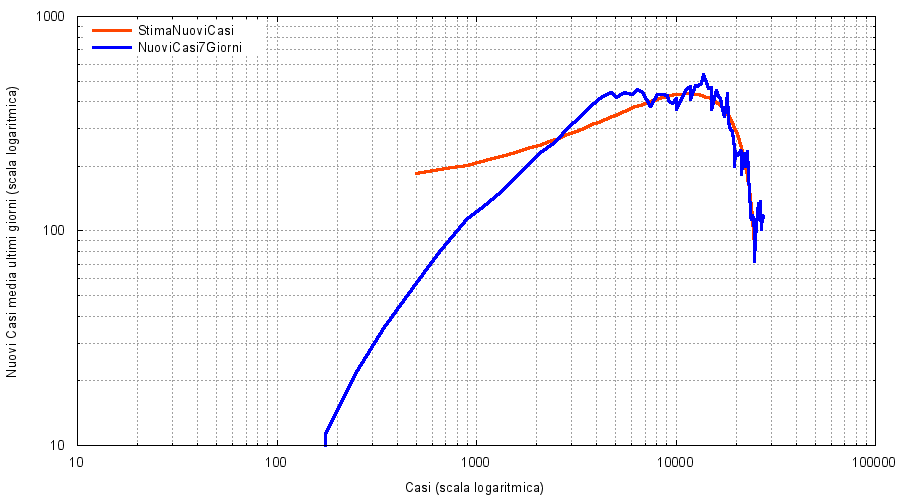 1000
StimaNuoviCasi
NuoviCasi7Giorni
Nuovi Casi media ultimi giorni (scala logaritmica)
100
10
10
100
1000
10000
100000
Casi (scala logaritmica)